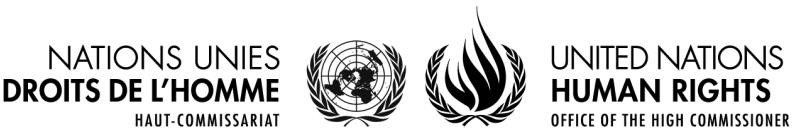 NATIONS UNIES
DROITS DE L'HOMME
HAUT-COMMISSARIAT
UNITED NATIONS
HUMAN RIGHTS
OFFICE OF THE HIGH COMMISSIONER